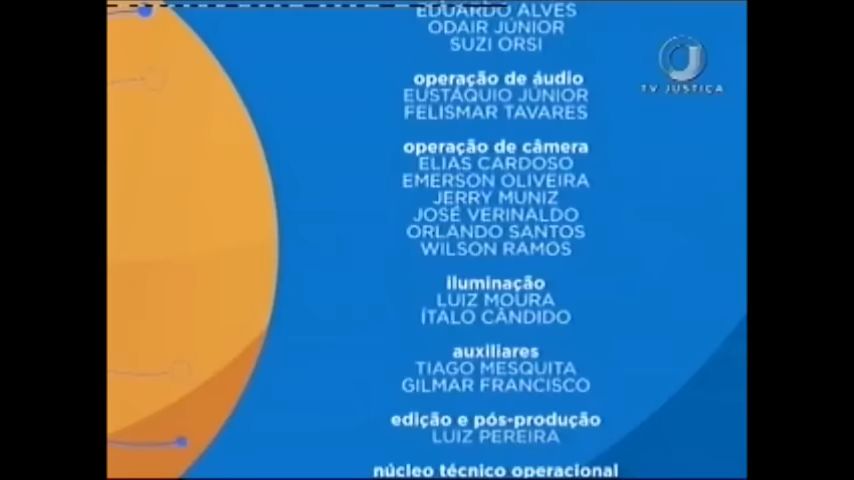 EDUARDO ALVES
ODAIR JÚNIOR
SUZI ORSI
TV JUSTIÇA
operação de áudio
EUSTÁQUIO JÚNIOR
FELISMAR TAVARES
operação de câmera
ELIAS CARDOSO
EMERSON OLIVEIRA
JERRY MUNIZ
JOSÉ VERINALDO
ORLANDO SANTOS
WILSON RAMOS
iluminação
LUIZ MOURA
ÍTALO CÂNDIDO
auxiliares
TIAGO MESQUITA
GILMAR FRANCISCO
edição e pós-produção
LUIZ PEREIRA
núcleo técnico operacional